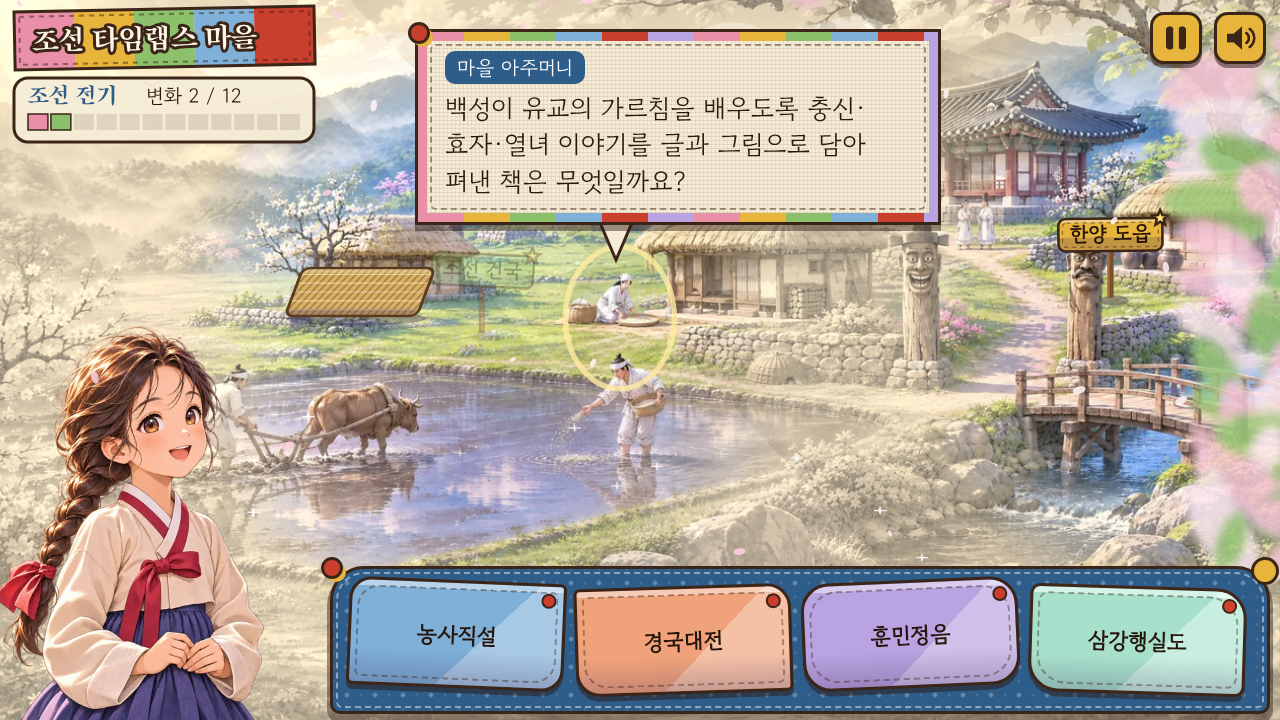 조선 타임랩스 마을
조선 전기 변화 2 / 12
마을 아주머니
백성이 유교의 가르침을 배우도록 충신·
효자·열녀 이야기를 글과 그림으로 담아
펴낸 책은 무엇일까요?
조선 건국
한양 도읍
농사직설
경국대전
훈민정음
삼강행실도